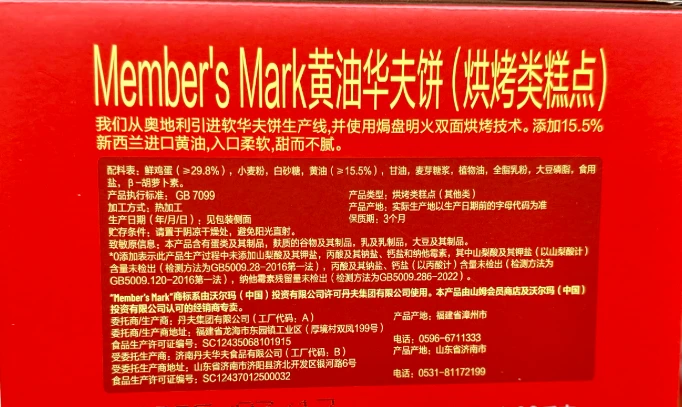 Member's Mark黄油华夫饼（烘烤类糕点）
我们从奥地利引进软华夫饼生产线,并使用焗盘明火双面烘烤技术。添加15.5%
新西兰进口黄油,入口柔软,甜而不腻。
配料表：鲜鸡蛋（≥29.8%），小麦粉，白砂糖，黄油（≥15.5%），甘油，麦芽糖浆，植物油，全脂乳粉，大豆磷脂，食用
盐，β-胡萝卜素。
产品执行标准：GB 7099 产品类型：烘烤类糕点（其他类）
加工方式：热加工 产品产地：实际生产地以生产日期前的字母代码为准
生产日期（年/月/日）：见包装侧面 保质期：3个月
贮存条件：请置于阴凉干燥处，避免阳光直射。
致敏原信息：本产品含有蛋类及其制品，麸质的谷物及其制品，乳及乳制品，大豆及其制品。
*0添加表示此产品生产过程中未添加山梨酸及其钾盐，丙酸及其钠盐、钙盐和纳他霉素，其中山梨酸及其钾盐（以山梨酸计）
含量未检出（检测方法为GB5009.28-2016第一法），丙酸及其钠盐、钙盐（以丙酸计）含量未检出（检测方法为
GB5009.120-2016第一法），纳他霉素残留量未检出（检测方法为GB5009.286-2022）。
"Member's Mark"商标系由沃尔玛（中国）投资有限公司许可丹夫集团有限公司使用。本产品由山姆会员商店及沃尔玛（中国）
投资有限公司认可的经销商专卖。
委托商/生产商：丹夫集团有限公司（工厂代码：A） 产品产地：福建省漳州市
委托商/生产商地址：福建省龙海市东园镇工业区（厚境村双凤199号）
食品生产许可证编号：SC12435068101915 电话：0596-6711333
受委托生产商：济南丹夫华夫食品有限公司（工厂代码：B） 产品产地：山东省济南市
受委托生产商地址：山东省济南市济阳县济北开发区银河路6号
食品生产许可证编号：SC12437012500032 电话：0531-81172199